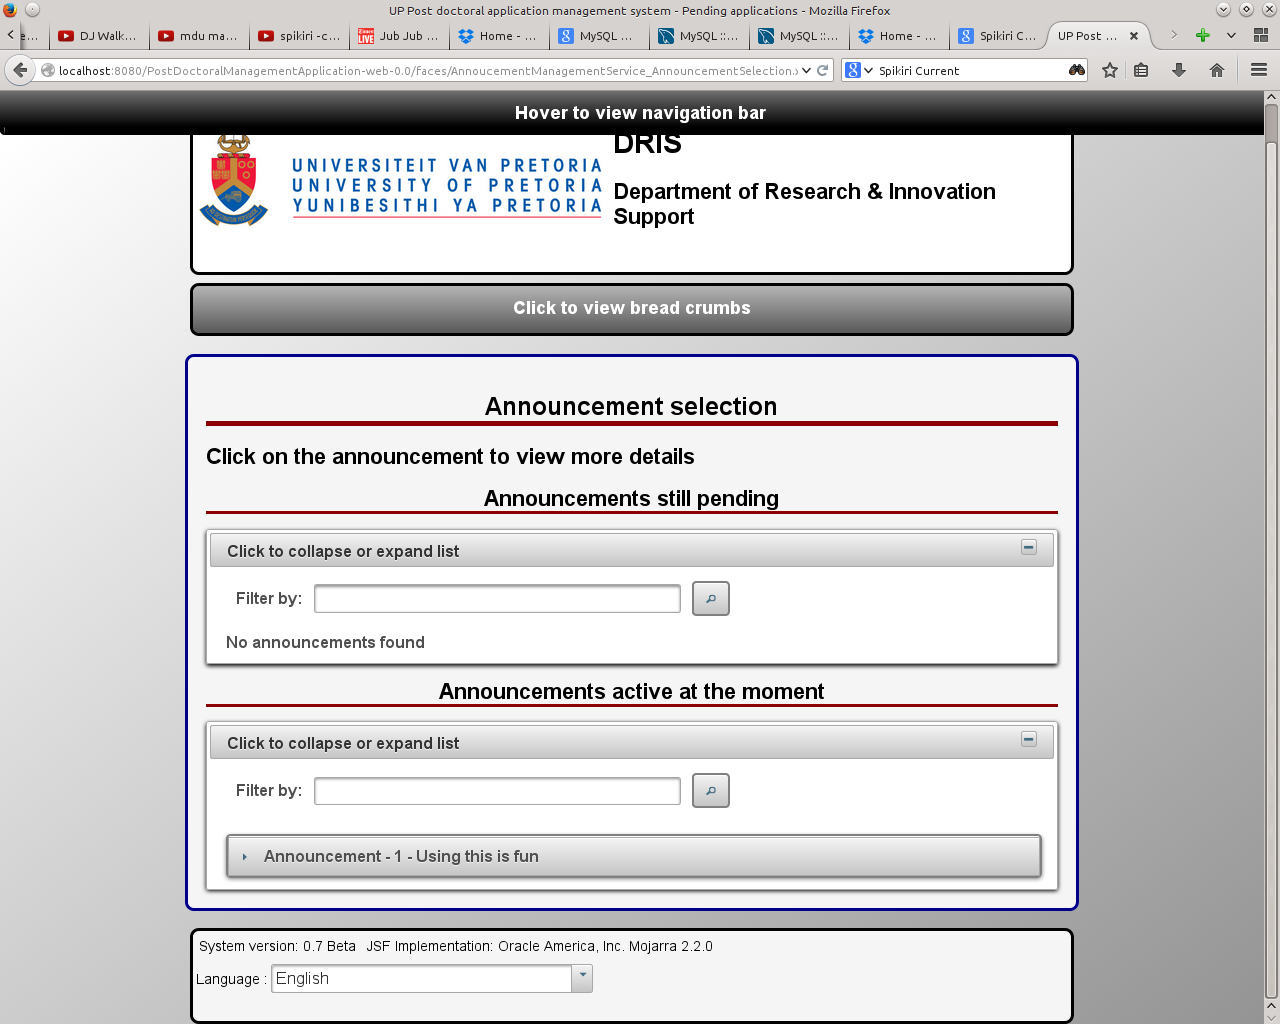 UP Post doctoral application management system - Pending applications - Mozilla Firefox
DJ Walk... mdu ma... spikiri -c... Jub Jub ... Home - ... MySQL ... MySQL ::... MySQL ::... Home - ... Spikiri C... UP Post ...
localhost:8080/PostDoctoralManagementApplication-web-0.0/faces/AnnoucementManagementService_AnnouncementSelection.x
Spikiri Current
Hover to view navigation bar
DRIS
UNIVERSITEIT VAN PRETORIA
UNIVERSITY OF PRETORIA
YUNIBESITHI YA PRETORIA
Department of Research & Innovation
Support
Click to view bread crumbs
Announcement selection
Click on the announcement to view more details
Announcements still pending
Click to collapse or expand list
Filter by:
No announcements found
Announcements active at the moment
Click to collapse or expand list
Filter by:
Announcement - 1 - Using this is fun
System version: 0.7 Beta JSF Implementation: Oracle America, Inc. Mojarra 2.2.0
Language : English